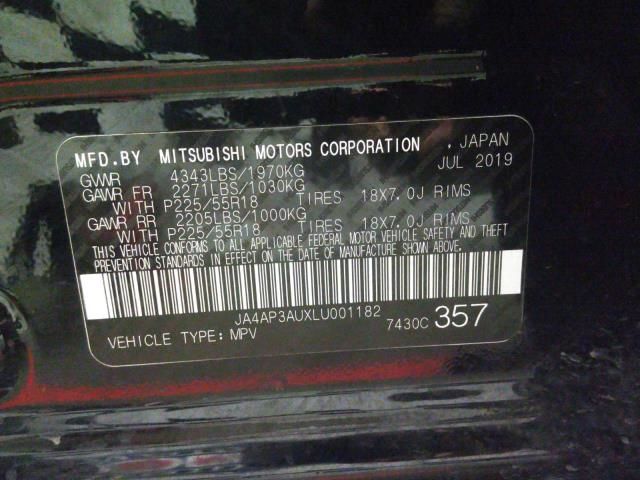 MFD.BY MITSUBISHI MOTORS CORPORATION , JAPAN
GVWR 4343LBS/1970KG JUL 2019
GAWR FR 2271LBS/1030KG
WITH P225/55R18 TIRES 18X7.0J RIMS
GAWR RR 2205LBS/1000KG
WITH P225/55R18 TIRES 18X7.0J RIMS
THIS VEHICLE CONFORMS TO ALL APPLICABLE FEDERAL MOTOR VEHICLE SAFETY AND THEFT
PREVENTION STANDARDS IN EFFECT ON THE DATE OF MANUFACTURE SHOWN ABOVE.
JA4AP3AUXLU001182
VEHICLE TYPE: MPV 7430C 357